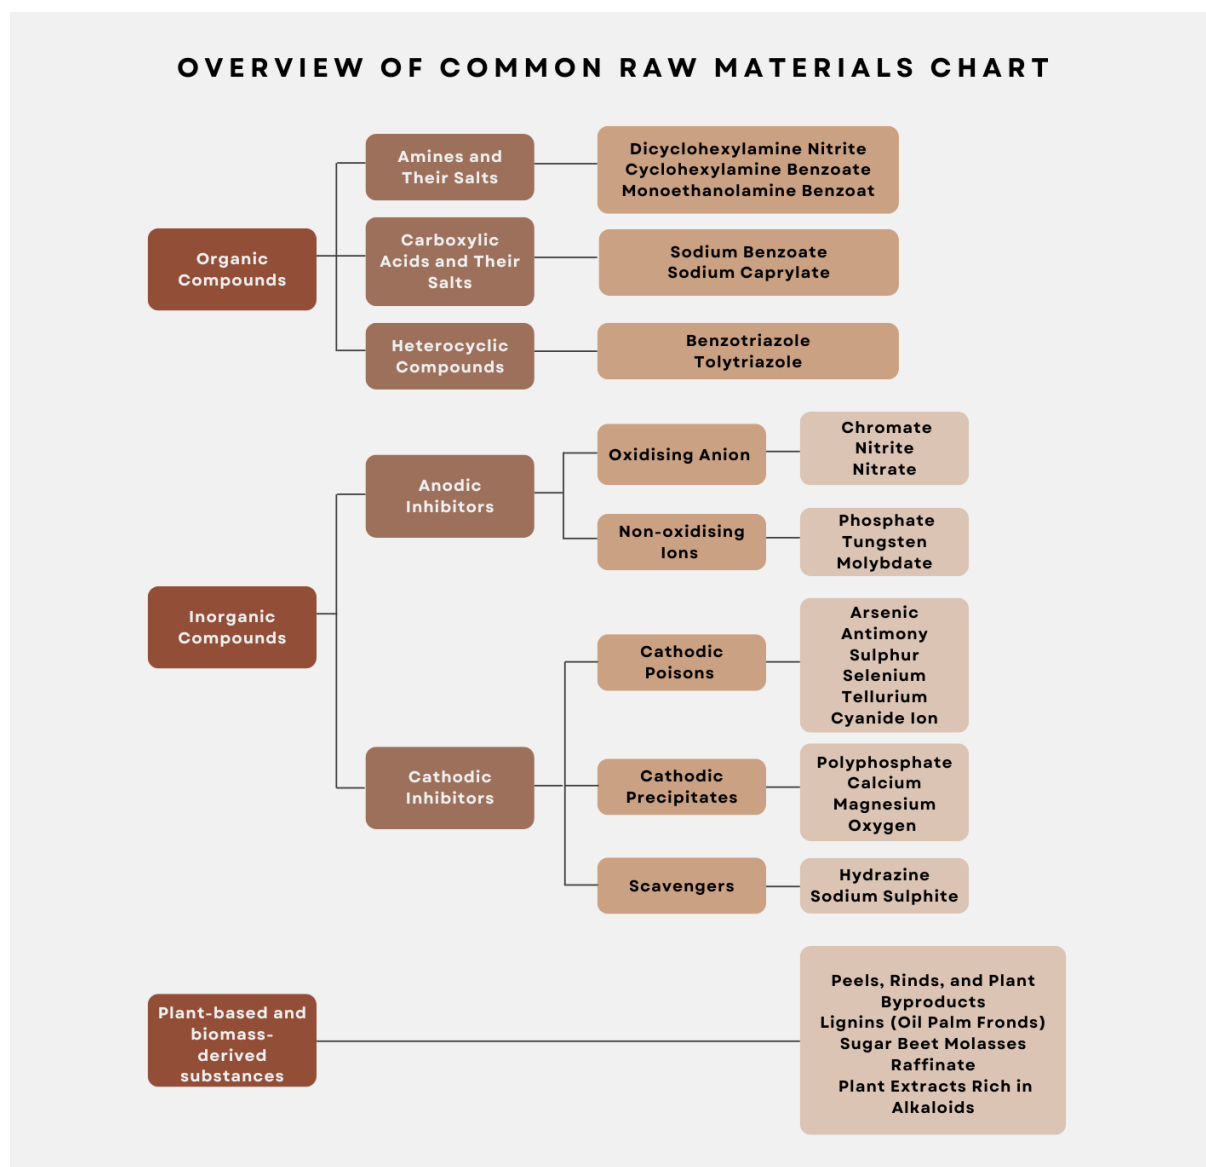 OVERVIEW OF COMMON RAW MATERIALS CHART
Organic
Compounds
Amines and
Their Salts
Dicyclohexylamine Nitrite
Cyclohexylamine Benzoate
Monoethanolamine Benzoat
Carboxylic
Acids and Their
Salts
Sodium Benzoate
Sodium Caprylate
Heterocyclic
Compounds
Benzotriazole
Tolytriazole
Inorganic
Compounds
Anodic
Inhibitors
Oxidising Anion
Chromate
Nitrite
Nitrate
Non-oxidising
Ions
Phosphate
Tungsten
Molybdate
Cathodic
Inhibitors
Cathodic
Poisons
Arsenic
Antimony
Sulphur
Selenium
Tellurium
Cyanide Ion
Cathodic
Precipitates
Polyphosphate
Calcium
Magnesium
Oxygen
Scavengers
Hydrazine
Sodium Sulphite
Plant-based and
biomass-
derived
substances
Peels, Rinds, and Plant
Byproducts
Lignins (Oil Palm Fronds)
Sugar Beet Molasses
Raffinate
Plant Extracts Rich in
Alkaloids